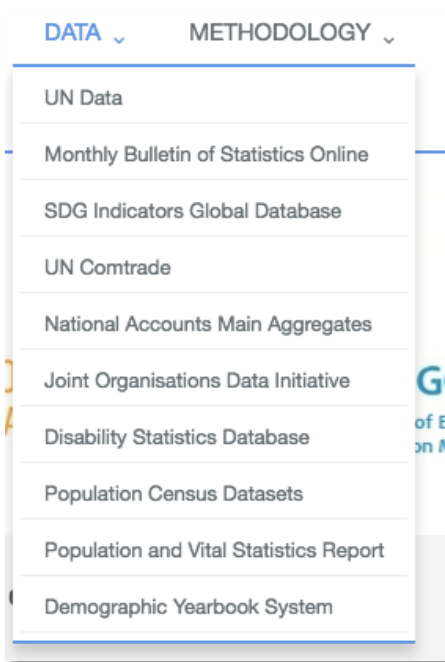 DATA
METHODOLOGY
UN Data
Monthly Bulletin of Statistics Online
SDG Indicators Global Database
UN Comtrade
National Accounts Main Aggregates
Joint Organisations Data Initiative
Disability Statistics Database
Population Census Datasets
Population and Vital Statistics Report
Demographic Yearbook System